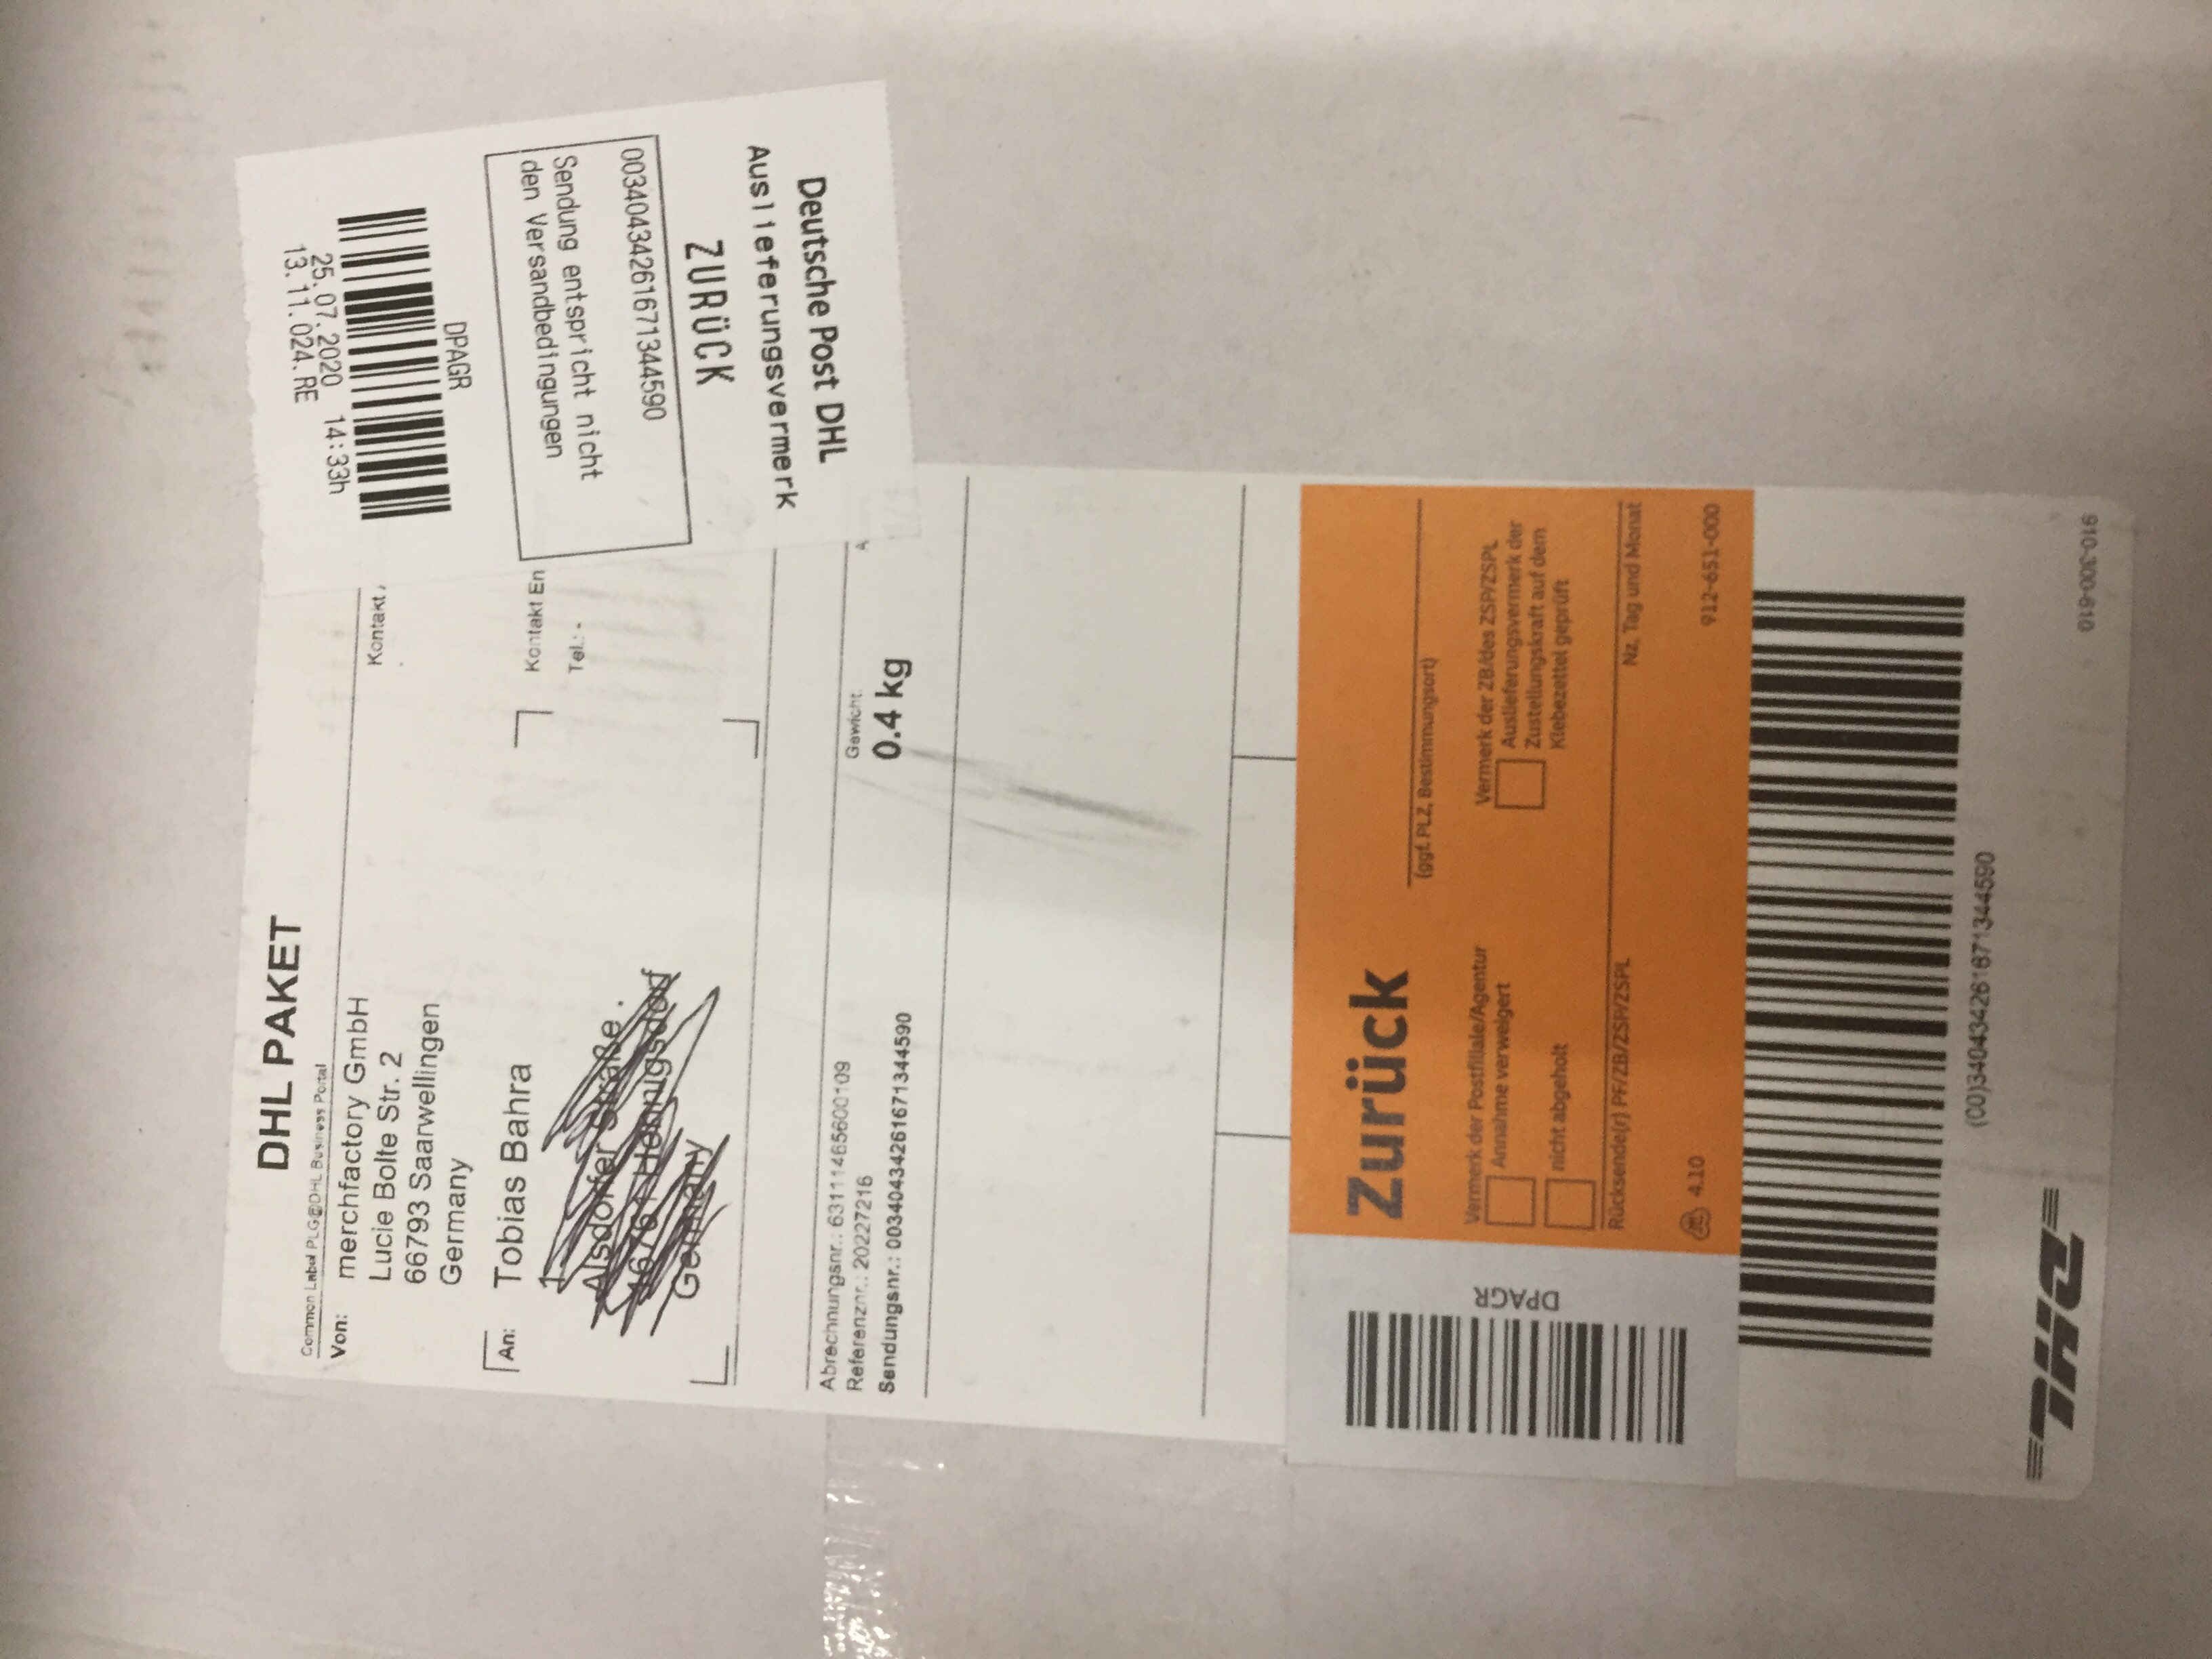 DHL PAKET
Common Label PLG@DHL Business Portal
Von:
merchfactory GmbH
Lucie Bolte Str. 2
66793 Saarwellingen
Germany
Kontakt
An:
Tobias Bahra
Kontakt En
Tel.: -
Germany
Abrechnungsnr.: 63111465600109
Referenznr.: 20227216
Sendungsnr.: 00340434261671344590
Gewicht:
0.4 kg
A
Deutsche Post DHL
Auslieferungsvermerk
ZURÜCK
00340434261671344590
Sendung entspricht nicht
den Versandbedingungen
DPAGR
25.07.2020 14:33h
13.11.024.RE
Zurück
(ggf. PLZ, Bestimmungsort)
Vermerk der Postfiliale/Agentur
Annahme verweigert
nicht abgeholt
Vermerk der ZB/des ZSP/ZSPL
Auslieferungsvermerk der
Zustellungskraft auf dem
Klebezettel geprüft
Rücksende(r) PF/ZB/ZSP/ZSPL
Nz, Tag und Monat
4.10
912-651-000
DPAGR
(00)340434261671344590
DHL
910-300-610